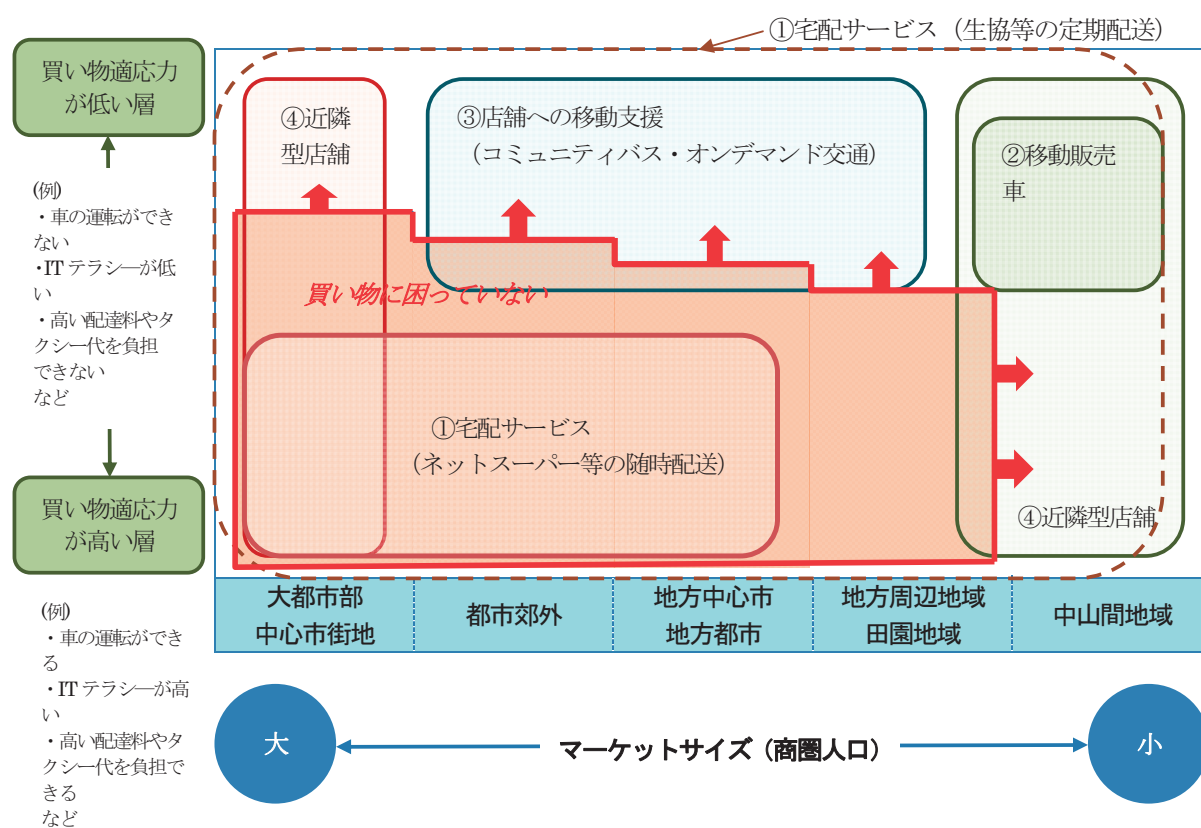 ①宅配サービス（生協等の定期配送）
買い物適応力
が低い層
(例)
・車の運転ができ
ない
・IT テラシ―が低
い
・高い配達料やタ
クシー代を負担
できない
など
買い物適応力
が高い層
(例)
・車の運転ができ
る
・IT テラシ―が高
い
・高い配達料やタ
クシー代を負担で
きる
など
④近隣
型店舗
③店舗への移動支援
（コミュニティバス・オンデマンド交通）
②移動販売
車
買い物に困っていない
①宅配サービス
（ネットスーパー等の随時配送）
④近隣型店舗
大都市部
中心市街地
都市郊外
地方中心市
地方都市
地方周辺地域
田園地域
中山間地域
大
マーケットサイズ（商圏人口）
小